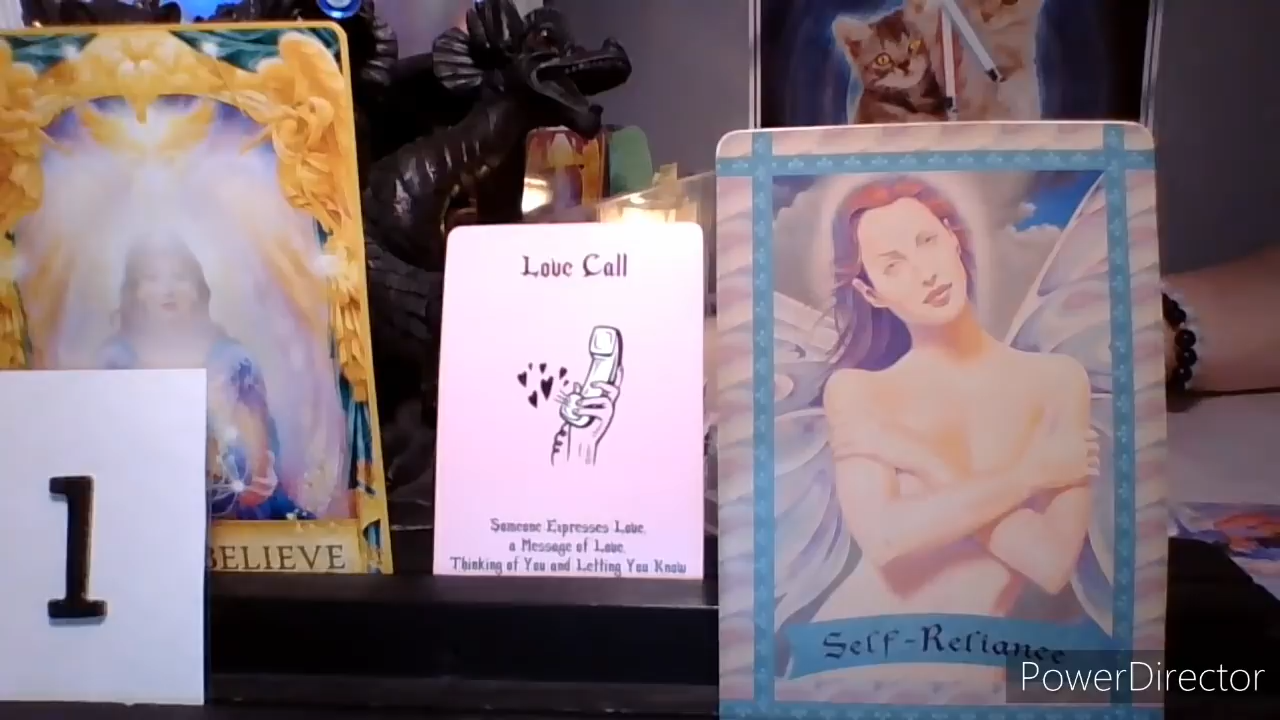 1
BELIEVE
Love Call
Someone Expresses Love,
a Message of Love,
Thinking of You and Letting You Know
Self-Reliance
PowerDirector